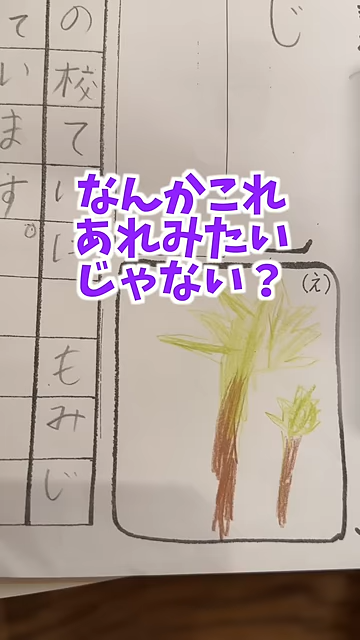 なんかこれ
あれみたい
じゃない？
じ
の校てい もみじ
ています。
(え)